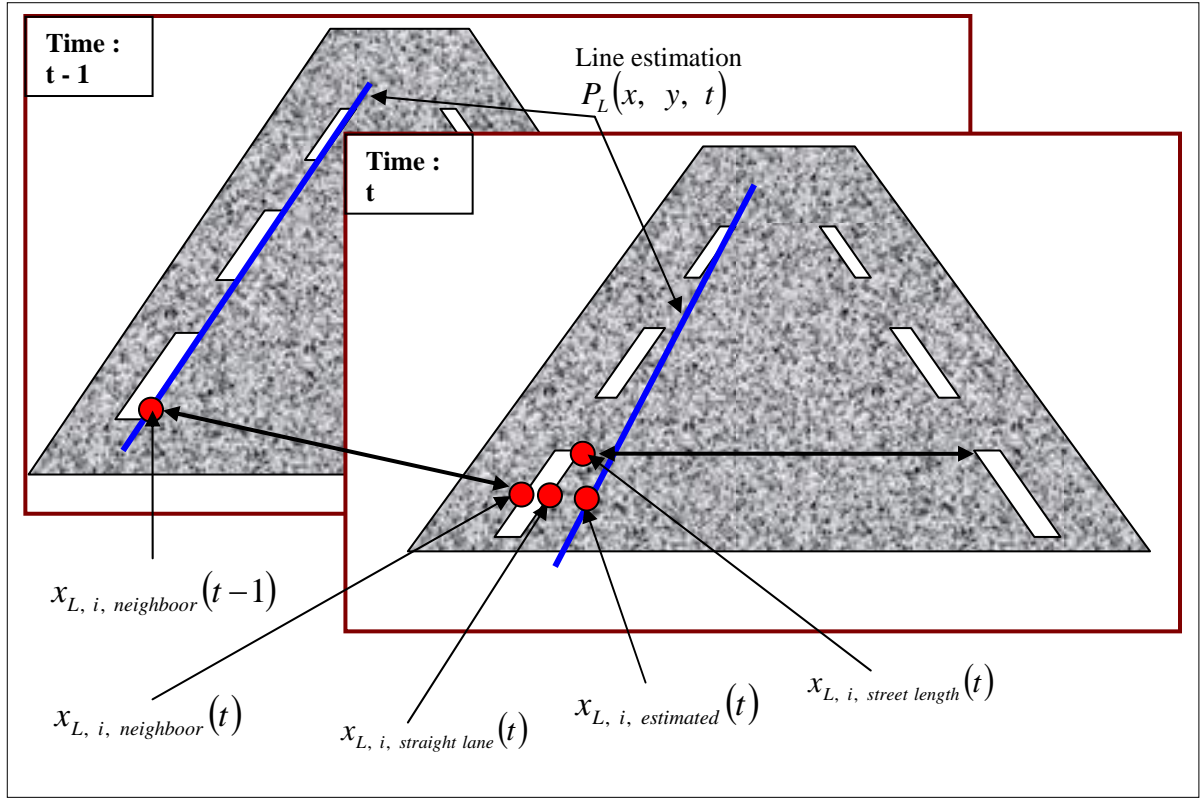 Time :
t - 1
Line estimation
P_L(x, y, t)
Time :
t
x_{L, i, neighboor}(t-1)
x_{L, i, neighboor}(t)
x_{L, i, straight lane}(t)
x_{L, i, estimated}(t)
x_{L, i, street length}(t)